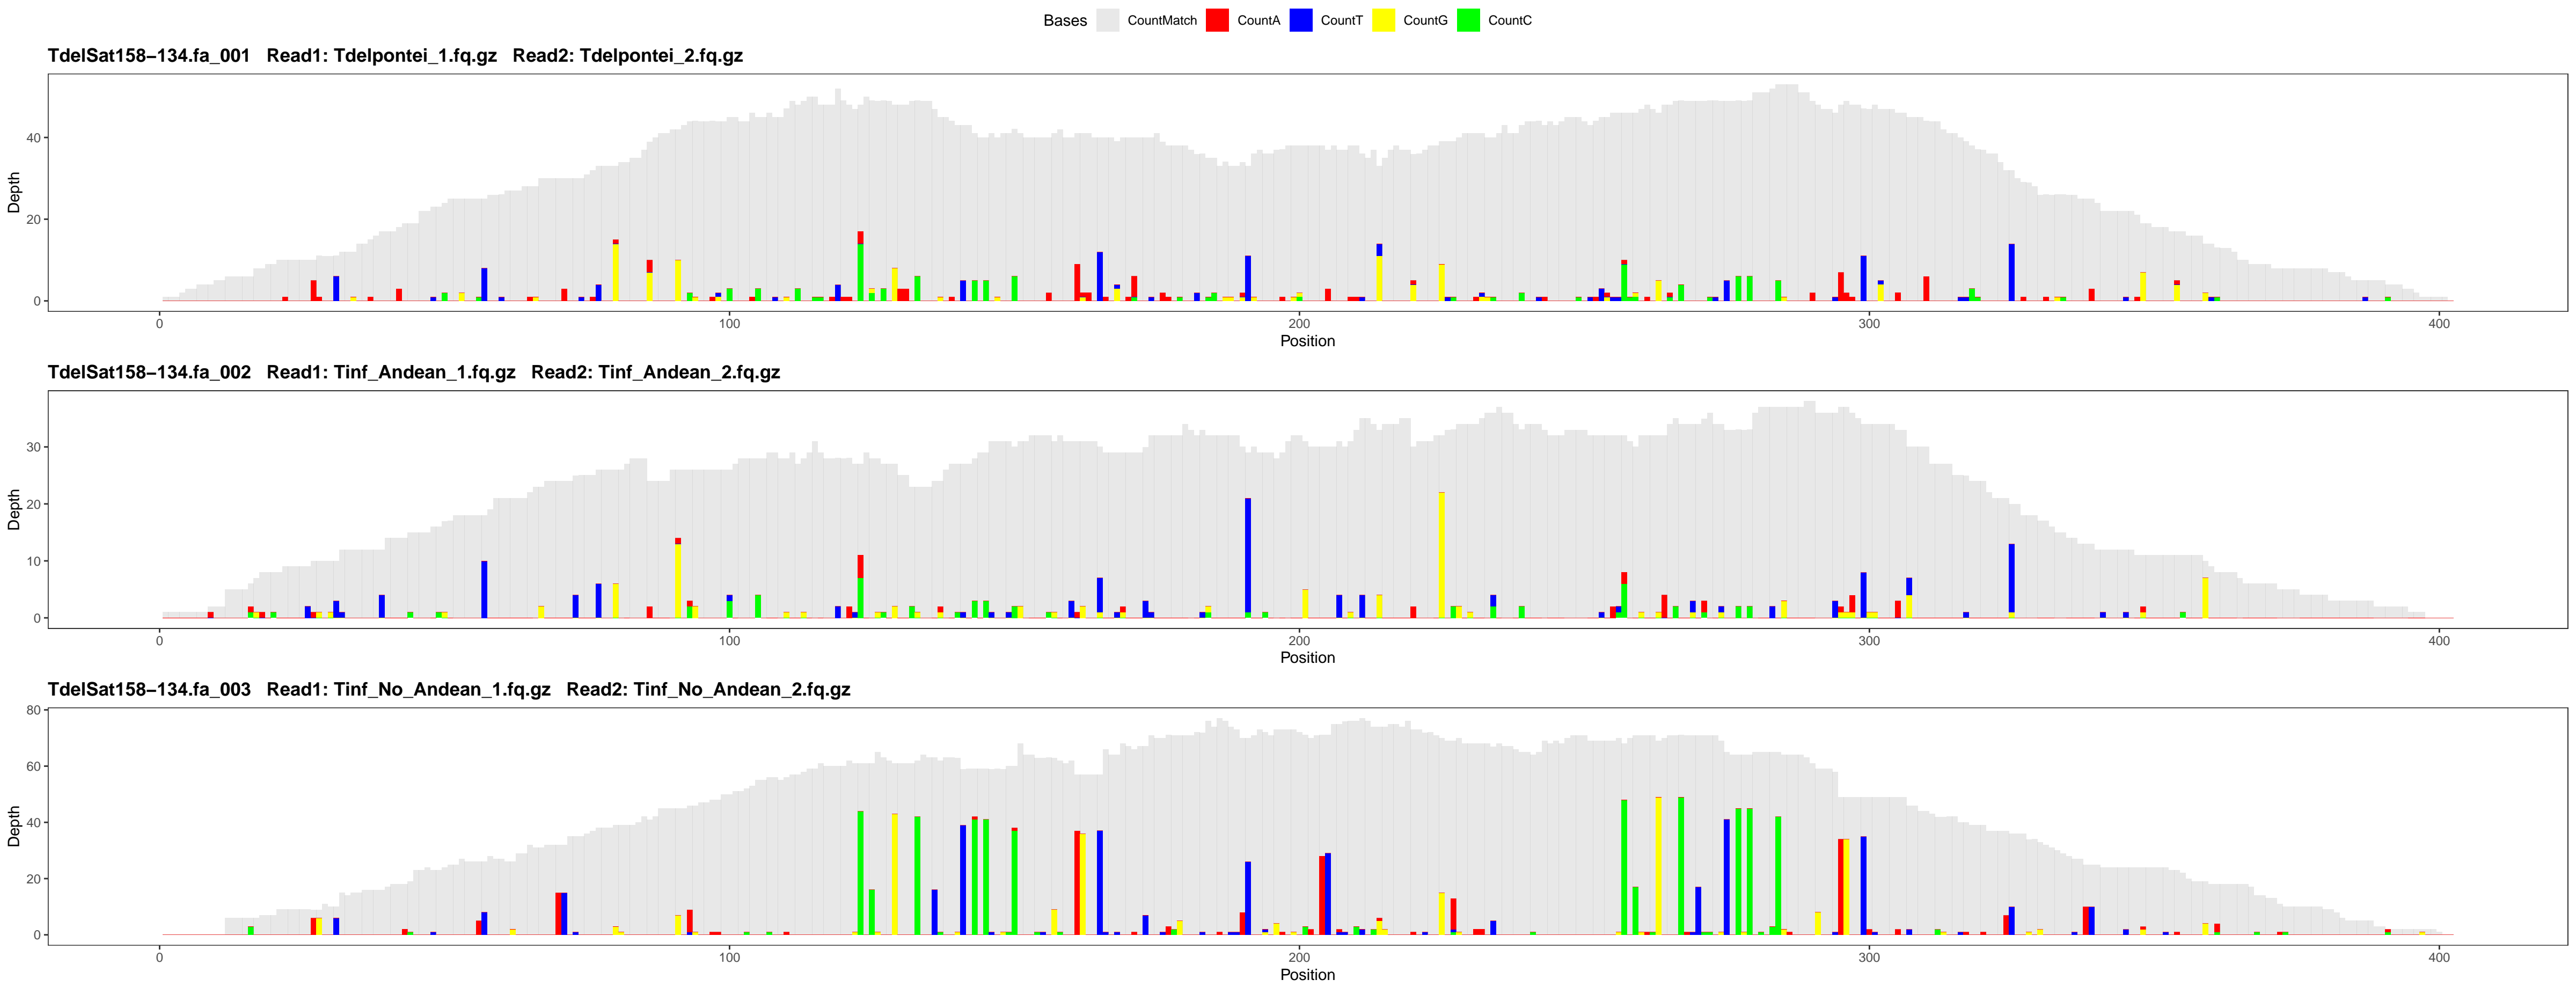 Bases CountMatch CountA CountT CountG CountC
TdelSat158−134.fa_001 Read1: Tdelpontei_1.fq.gz Read2: Tdelpontei_2.fq.gz
Depth
40
20
0
0 100 200 300 400
Position
TdelSat158−134.fa_002 Read1: Tinf_Andean_1.fq.gz Read2: Tinf_Andean_2.fq.gz
Depth
30
20
10
0
0 100 200 300 400
Position
TdelSat158−134.fa_003 Read1: Tinf_No_Andean_1.fq.gz Read2: Tinf_No_Andean_2.fq.gz
Depth
80
60
40
20
0
0 100 200 300 400
Position